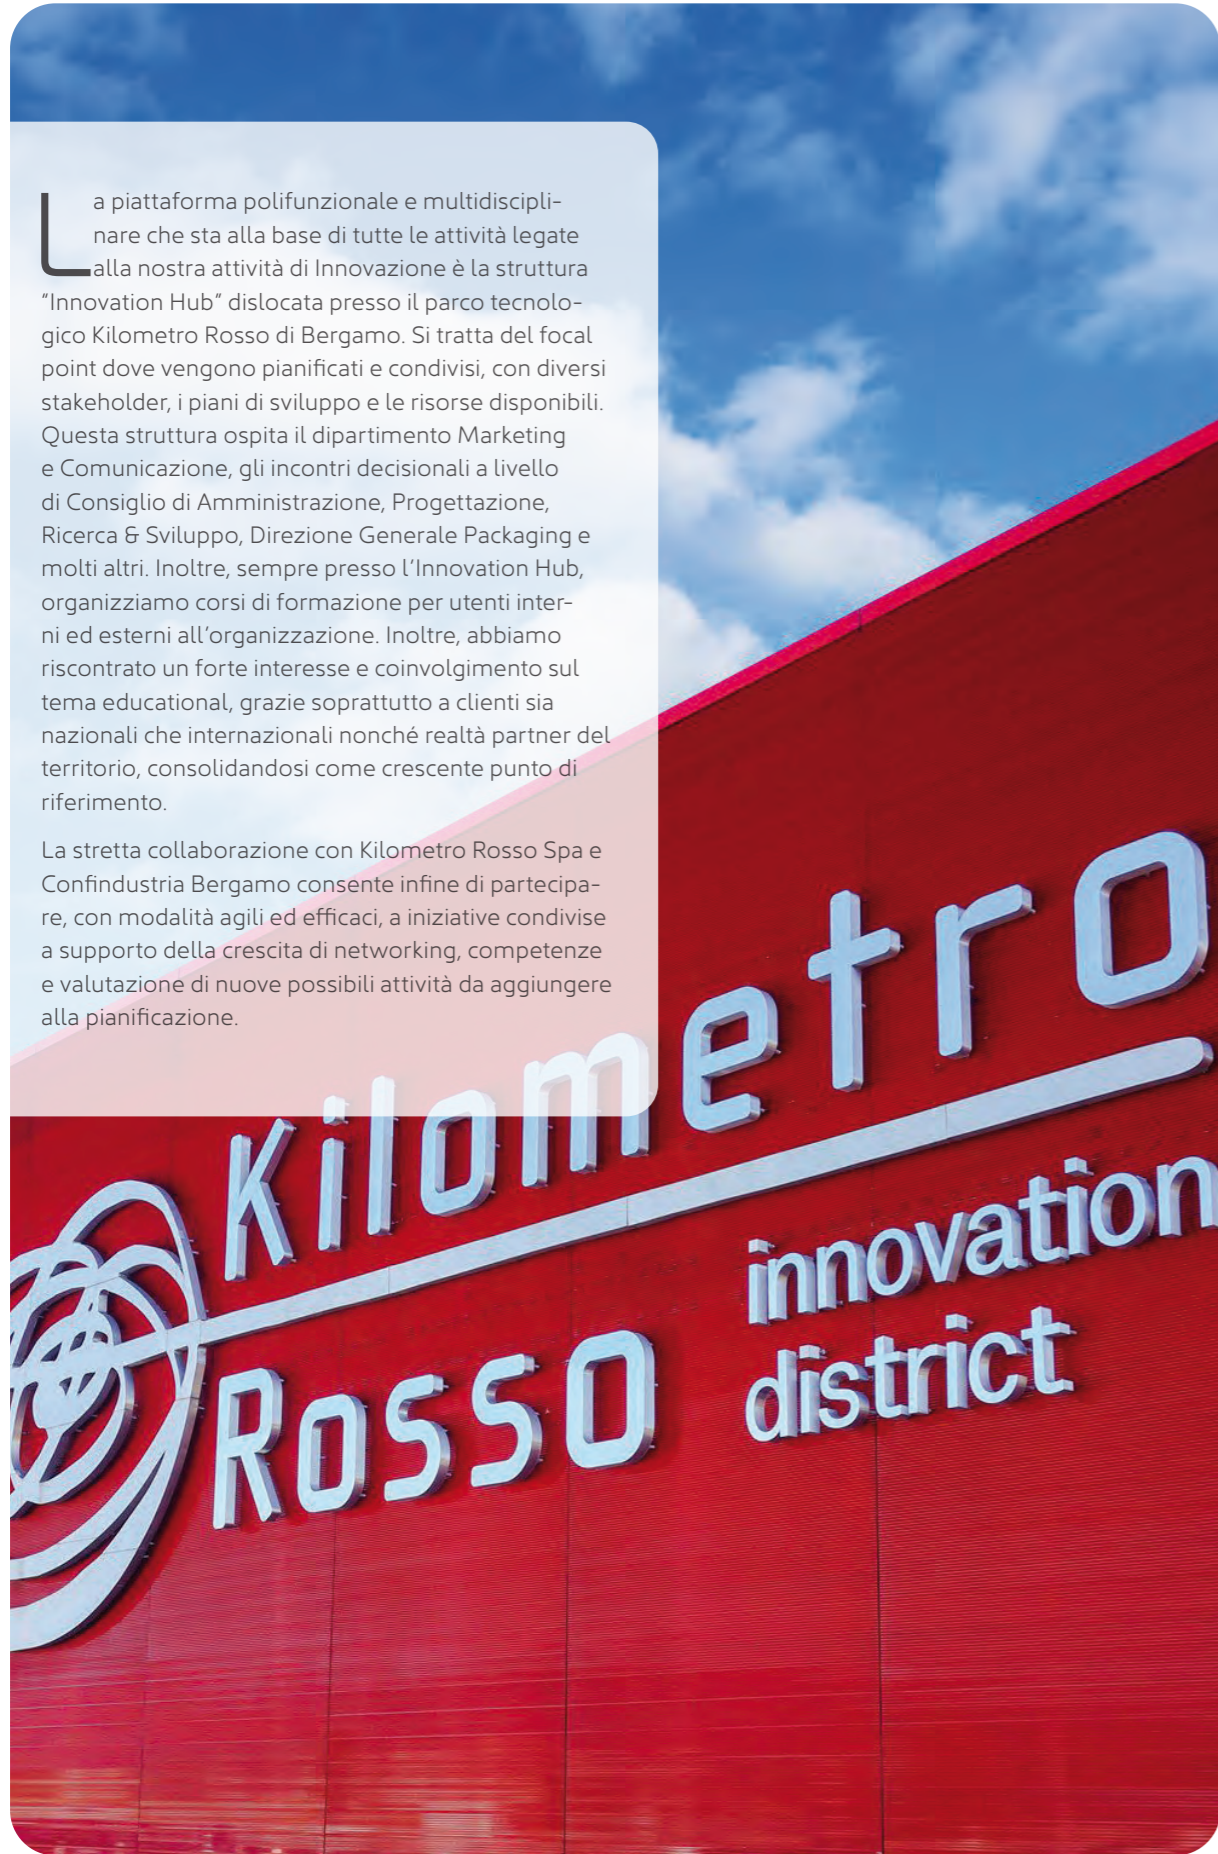 La piattaforma polifunzionale e multidiscipli-
nare che sta alla base di tutte le attività legate
alla nostra attività di Innovazione è la struttura
“Innovation Hub” dislocata presso il parco tecnolo-
gico Kilometro Rosso di Bergamo. Si tratta del focal
point dove vengono pianificati e condivisi, con diversi
stakeholder, i piani di sviluppo e le risorse disponibili.
Questa struttura ospita il dipartimento Marketing
e Comunicazione, gli incontri decisionali a livello
di Consiglio di Amministrazione, Progettazione,
Ricerca & Sviluppo, Direzione Generale Packaging e
molti altri. Inoltre, sempre presso l’Innovation Hub,
organizziamo corsi di formazione per utenti inter-
ni ed esterni all’organizzazione. Inoltre, abbiamo
riscontrato un forte interesse e coinvolgimento sul
tema educational, grazie soprattutto a clienti sia
nazionali che internazionali nonché realtà partner del
territorio, consolidandosi come crescente punto di
riferimento.
La stretta collaborazione con Kilometro Rosso Spa e
Confindustria Bergamo consente infine di partecipa-
re, con modalità agili ed efficaci, a iniziative condivise
a supporto della crescita di networking, competenze
e valutazione di nuove possibili attività da aggiungere
alla pianificazione.
Kilometro
Rosso
innovation
district